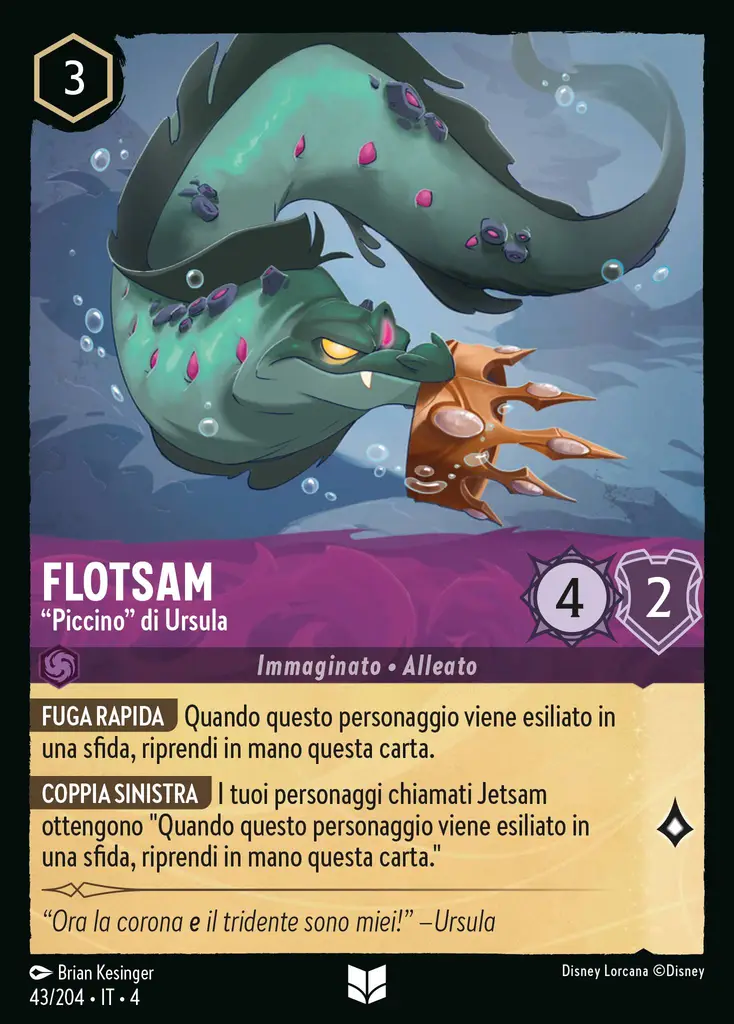 3
FLOTSAM
“Piccino” di Ursula
4
2
Immaginato • Alleato
FUGA RAPIDA Quando questo personaggio viene esiliato in
una sfida, riprendi in mano questa carta.
COPPIA SINISTRA I tuoi personaggi chiamati Jetsam
ottengono "Quando questo personaggio viene esiliato in
una sfida, riprendi in mano questa carta."
“Ora la corona e il tridente sono miei!” –Ursula
Brian Kesinger
Disney Lorcana ©Disney
43/204 • IT • 4